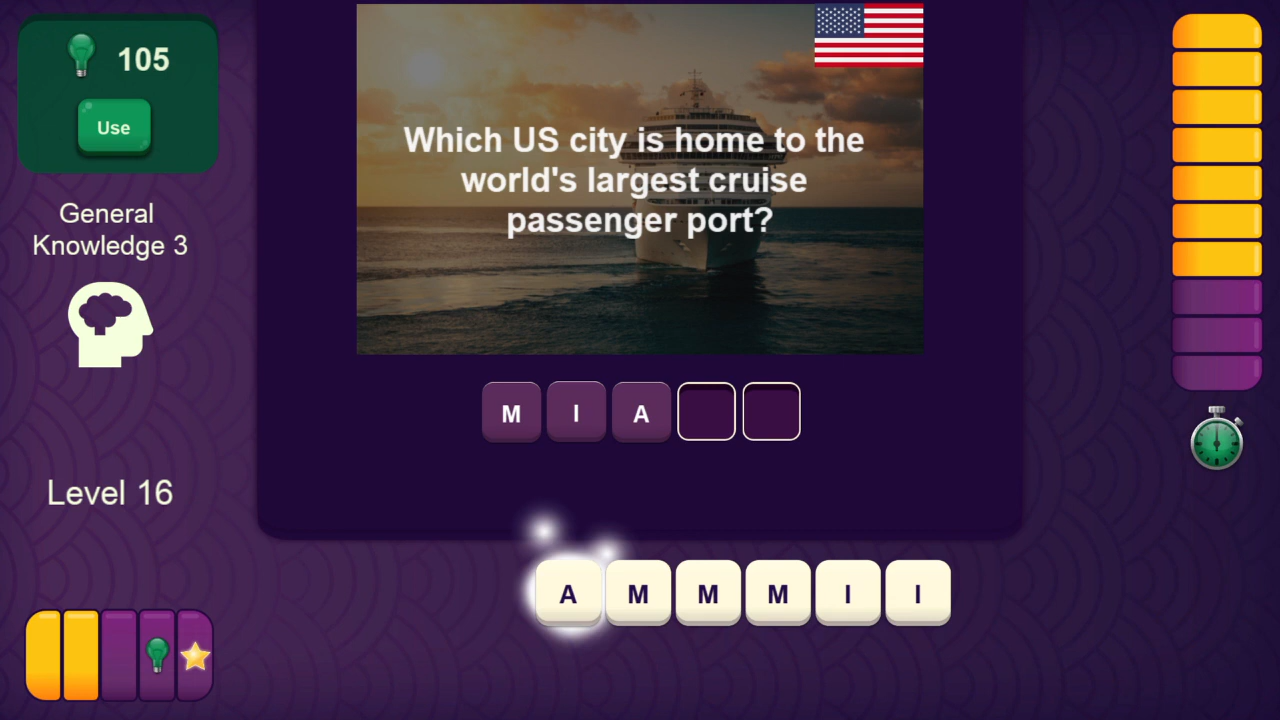 105
Use
General
Knowledge 3
Level 16
Which US city is home to the
world's largest cruise
passenger port?
M I A
A M M M I I